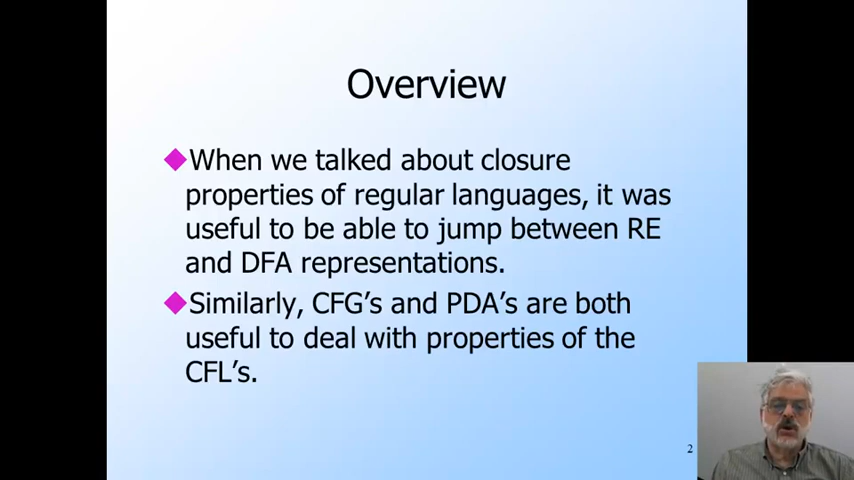 Overview
When we talked about closure
properties of regular languages, it was
useful to be able to jump between RE
and DFA representations.
Similarly, CFG's and PDA's are both
useful to deal with properties of the
CFL's.
2